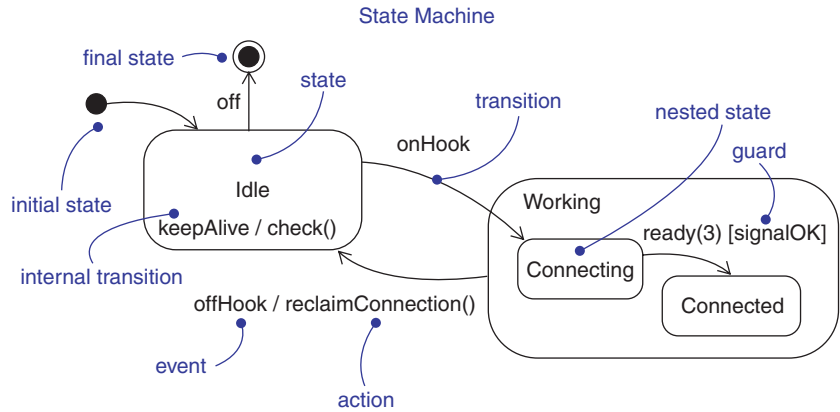 State Machine
final state
state
off
transition
nested state
onHook
guard
initial state
Idle
Working
keepAlive / check()
ready(3) [signalOK]
internal transition
Connecting
offHook / reclaimConnection()
Connected
event
action